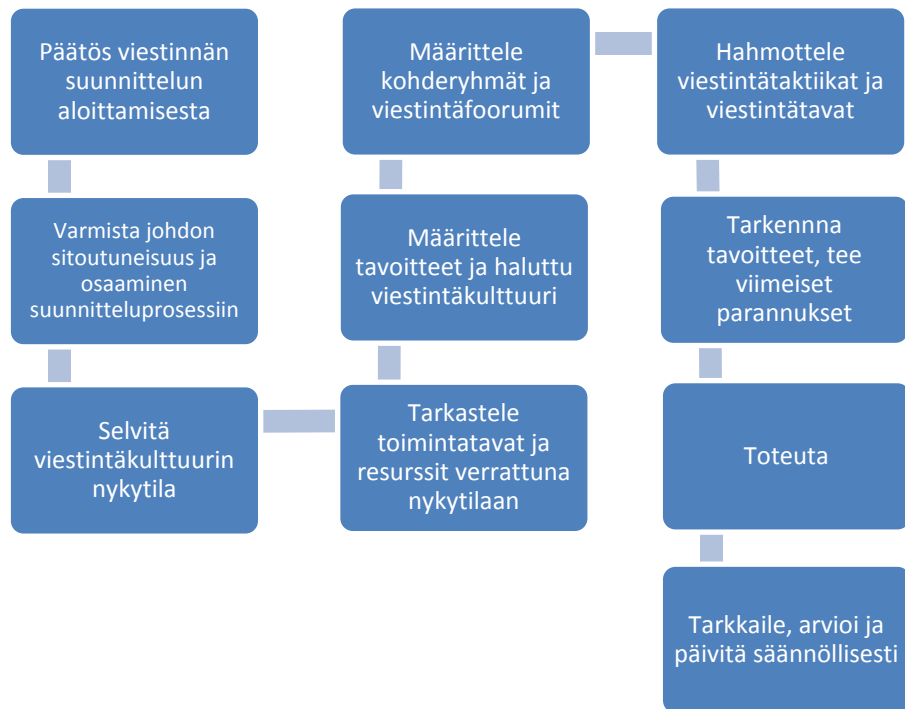 Päätös viestinnän
suunnittelun
aloittamisesta
Varmista johdon
sitoutuneisuus ja
osaaminen
suunnitteluprosessiin
Selvitä
viestintäkulttuurin
nykytila
Tarkastele
toimintatavat ja
resurssit verrattuna
nykytilaan
Määrittele
tavoitteet ja haluttu
viestintäkulttuuri
Määrittele
kohderyhmät ja
viestintäfoorumit
Hahmottele
viestintätaktiikat ja
viestintätavat
Tarkennna
tavoitteet, tee
viimeiset
parannukset
Toteuta
Tarkkaile, arvioi ja
päivitä säännöllisesti